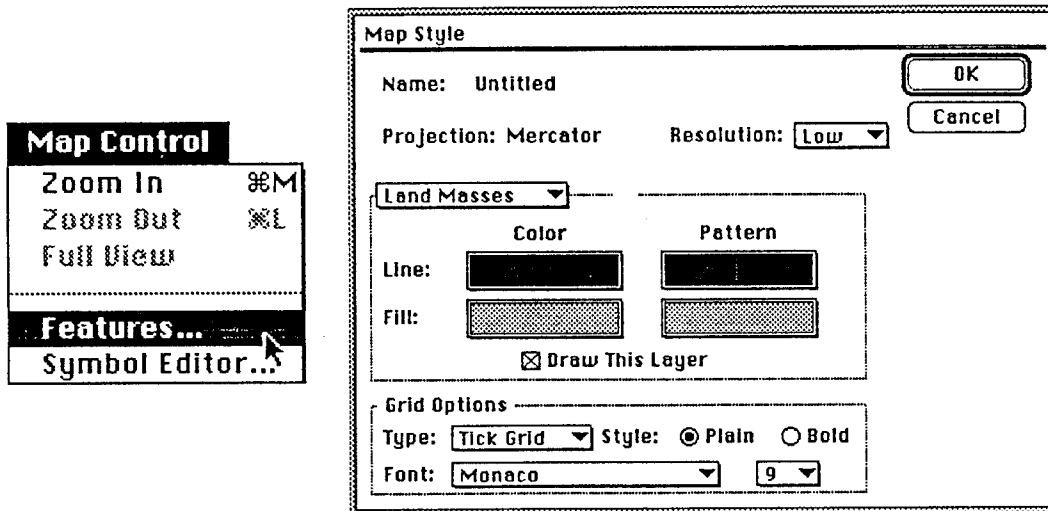 Map Control
Zoom In ⌘M
Zoom Out ⌘L
Full View
Features...
Symbol Editor...
Map Style
Name: Untitled
OK
Cancel
Projection: Mercator Resolution: Low
Land Masses
Color Pattern
Line:
Fill:
Draw This Layer
Grid Options
Type: Tick Grid Style: Plain Bold
Font: Monaco 9